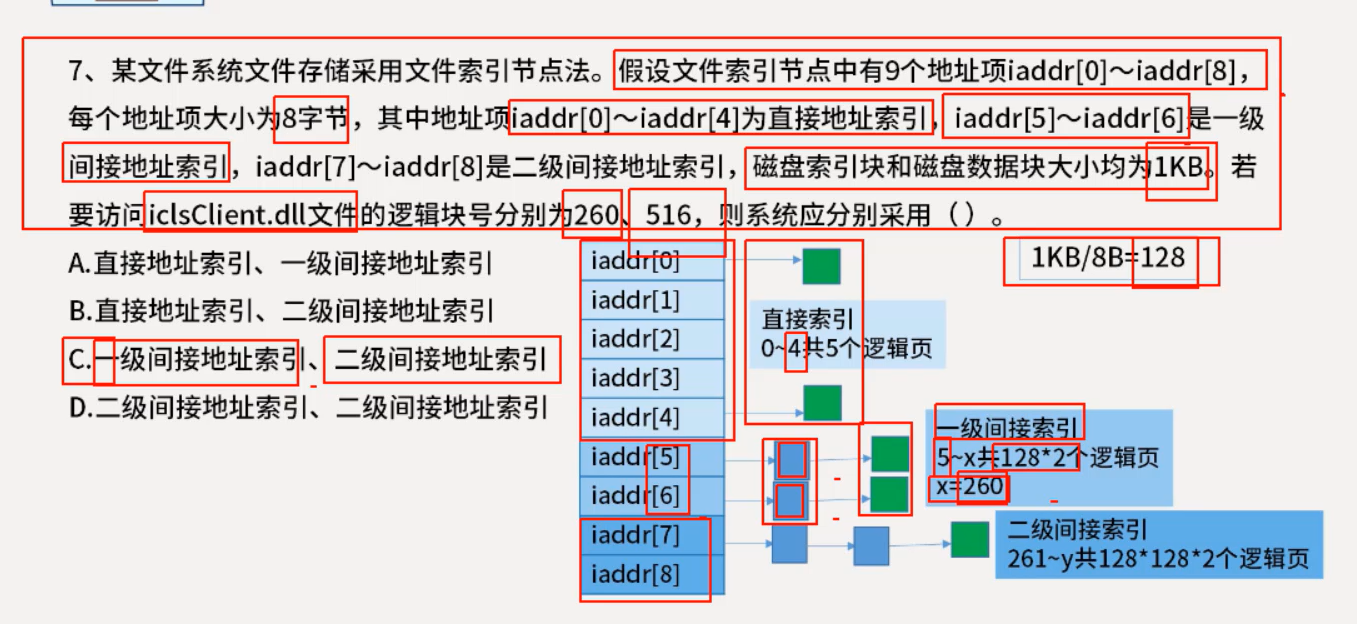 7、某文件系统文件存储采用文件索引节点法。假设文件索引节点中有9个地址项iaddr[0]～iaddr[8]，
每个地址项大小为8字节，其中地址项iaddr[0]～iaddr[4]为直接地址索引，iaddr[5]～iaddr[6]是一级
间接地址索引，iaddr[7]～iaddr[8]是二级间接地址索引，磁盘索引块和磁盘数据块大小均为1KB。若
要访问iclsClient.dll文件的逻辑块号分别为260、516，则系统应分别采用（）。
A.直接地址索引、一级间接地址索引
B.直接地址索引、二级间接地址索引
C.一级间接地址索引、二级间接地址索引
D.二级间接地址索引、二级间接地址索引
1KB/8B=128
iaddr[0]
iaddr[1]
iaddr[2]
iaddr[3]
iaddr[4]
iaddr[5]
iaddr[6]
iaddr[7]
iaddr[8]
直接索引
0~4共5个逻辑页
一级间接索引
5~x共128*2个逻辑页
x=260
二级间接索引
261~y共128*128*2个逻辑页